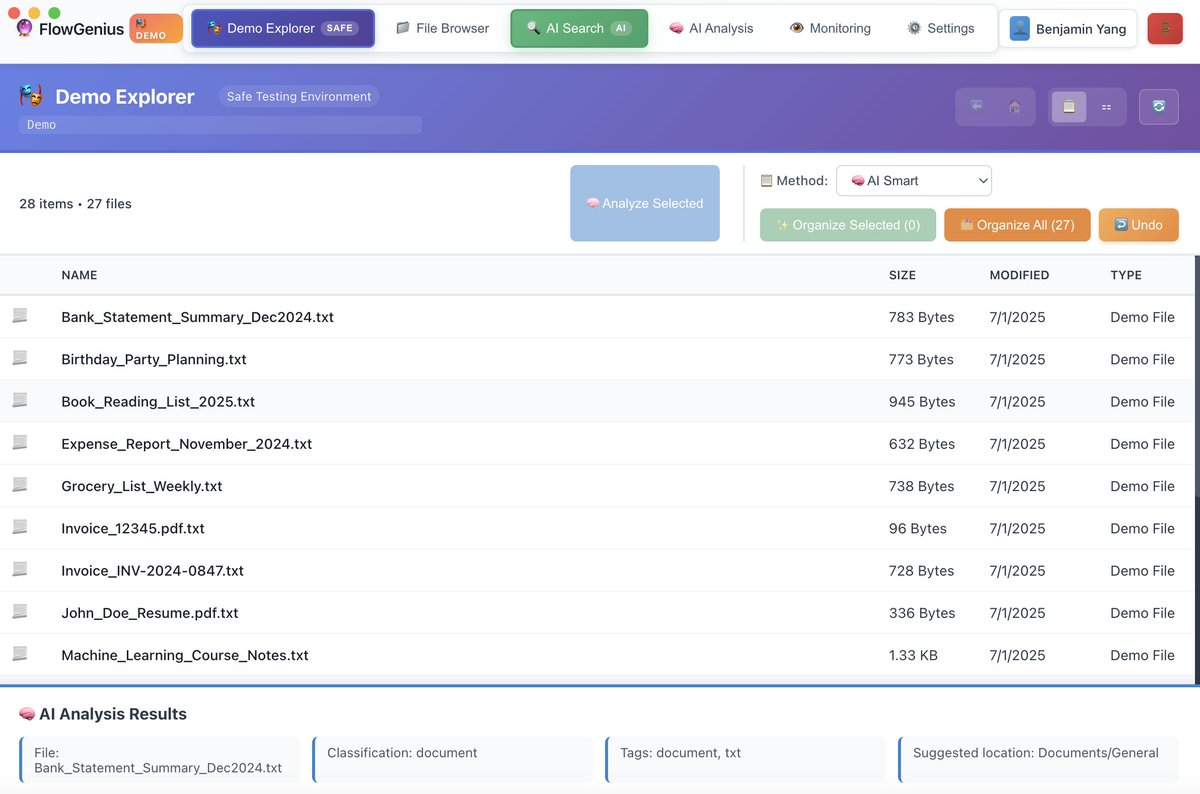 FlowGenius
DEMO
Demo Explorer SAFE
File Browser
AI Search AI
AI Analysis
Monitoring
Settings
Benjamin Yang
Demo Explorer
Safe Testing Environment
Demo
28 items • 27 files
Analyze Selected
Method:
AI Smart
Organize Selected (0)
Organize All (27)
Undo
NAME SIZE MODIFIED TYPE
Bank_Statement_Summary_Dec2024.txt 783 Bytes 7/1/2025 Demo File
Birthday_Party_Planning.txt 773 Bytes 7/1/2025 Demo File
Book_Reading_List_2025.txt 945 Bytes 7/1/2025 Demo File
Expense_Report_November_2024.txt 632 Bytes 7/1/2025 Demo File
Grocery_List_Weekly.txt 738 Bytes 7/1/2025 Demo File
Invoice_12345.pdf.txt 96 Bytes 7/1/2025 Demo File
Invoice_INV-2024-0847.txt 728 Bytes 7/1/2025 Demo File
John_Doe_Resume.pdf.txt 336 Bytes 7/1/2025 Demo File
Machine_Learning_Course_Notes.txt 1.33 KB 7/1/2025 Demo File
AI Analysis Results
File:
Bank_Statement_Summary_Dec2024.txt
Classification: document
Tags: document, txt
Suggested location: Documents/General